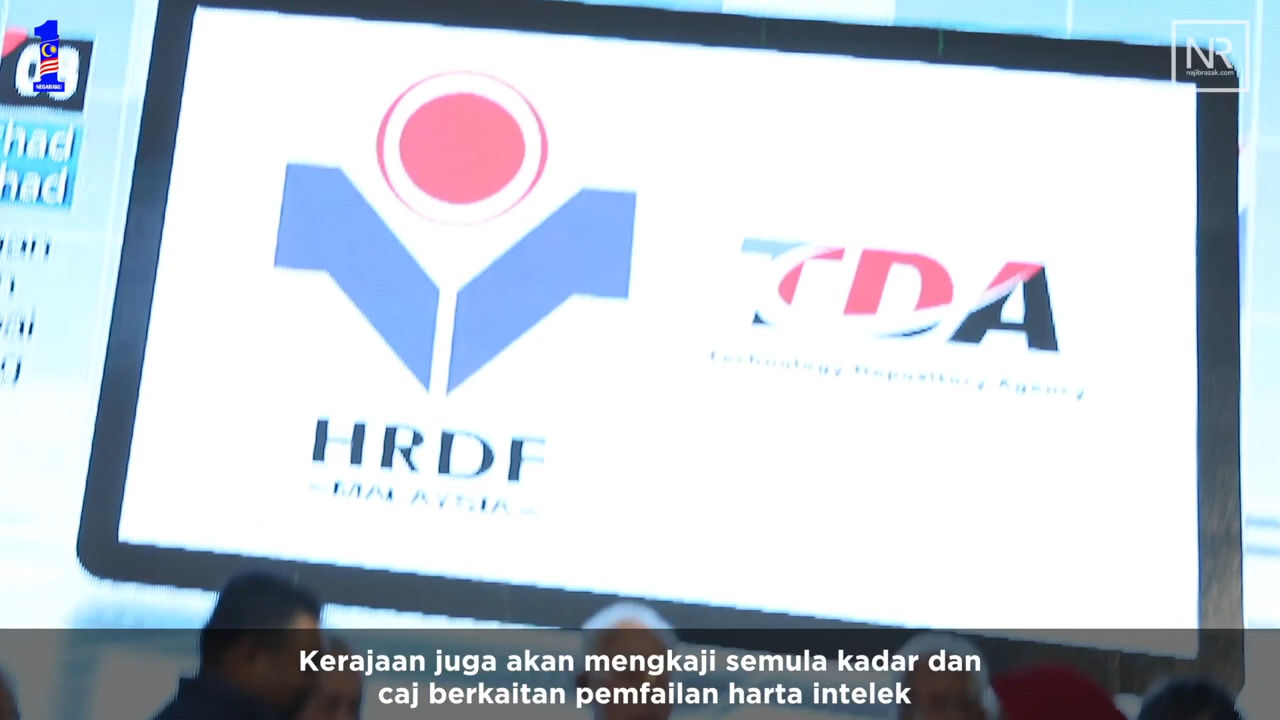 1
NEGARAKU
NR
najibrazak.com
TDA
Technology Depository Agency
HRDF
MALAYSIA
Kerajaan juga akan mengkaji semula kadar dan
caj berkaitan pemfailan harta intelek